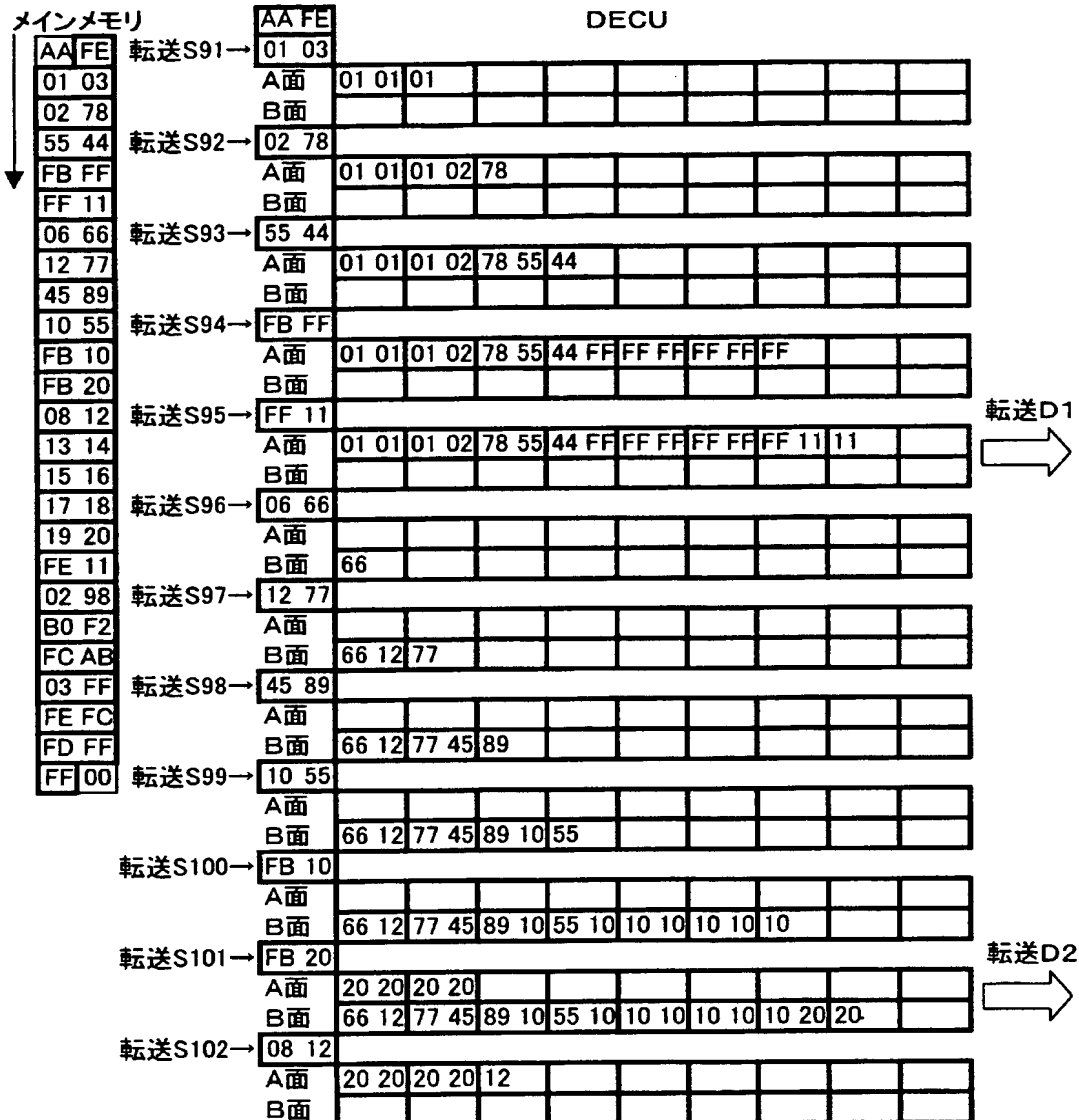 メインメモリ
AA FE
01 03
02 78
55 44
FB FF
FF 11
06 66
12 77
45 89
10 55
FB 10
FB 20
08 12
13 14
15 16
17 18
19 20
FE 11
02 98
B0 F2
FC AB
03 FF
FE FC
FD FF
FF 00
DECU
AA FE
転送S91→ 01 03
A面 01 01 01
B面
転送S92→ 02 78
A面 01 01 01 02 78
B面
転送S93→ 55 44
A面 01 01 01 02 78 55 44
B面
転送S94→ FB FF
A面 01 01 01 02 78 55 44 FF FF FF FF FF FF
B面
転送S95→ FF 11
A面 01 01 01 02 78 55 44 FF FF FF FF FF FF 11 11
B面
転送D1
転送S96→ 06 66
A面
B面 66
転送S97→ 12 77
A面
B面 66 12 77
転送S98→ 45 89
A面
B面 66 12 77 45 89
転送S99→ 10 55
A面
B面 66 12 77 45 89 10 55
転送S100→ FB 10
A面
B面 66 12 77 45 89 10 55 10 10 10 10 10 10
転送S101→ FB 20
A面 20 20 20 20
B面 66 12 77 45 89 10 55 10 10 10 10 10 10 20 20
転送D2
転送S102→ 08 12
A面 20 20 20 20 12
B面